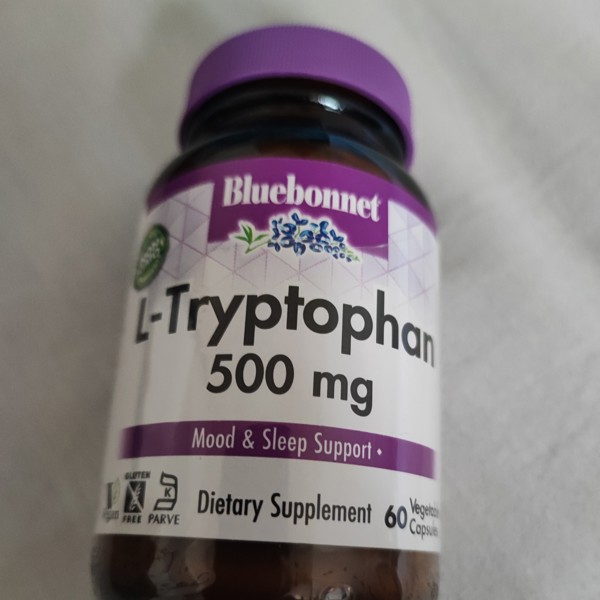 Bluebonnet
L-Tryptophan
500 mg
Mood & Sleep Support •
GLUTEN
FREE
K
PARVE
Dietary Supplement
60